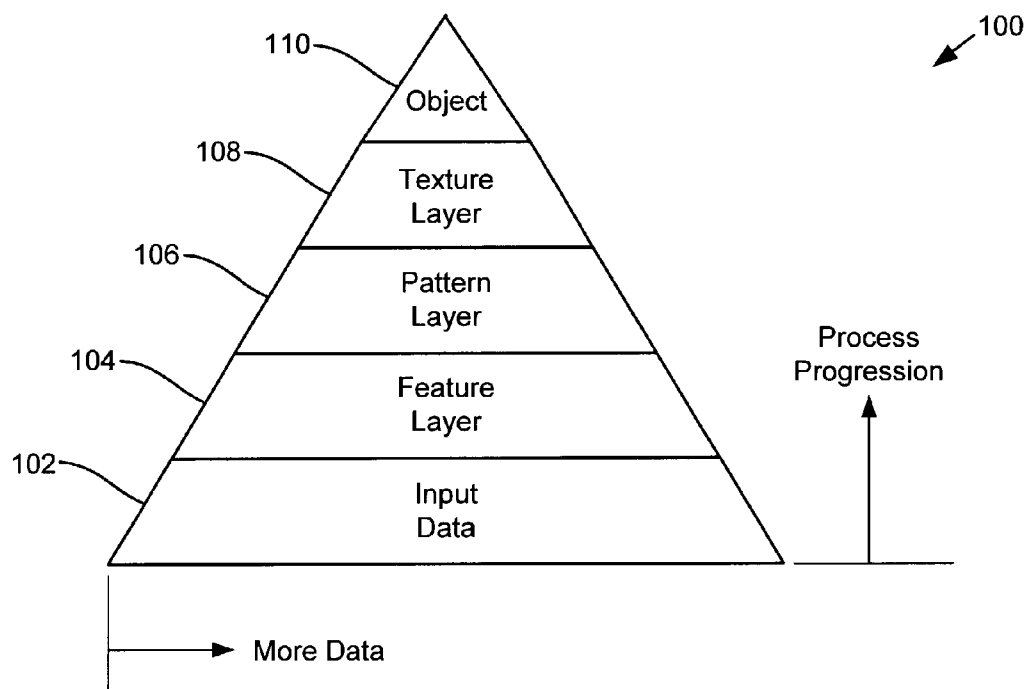 100
110
Object
108
Texture
Layer
106
Pattern
Layer
Process
Progression
104
Feature
Layer
102
Input
Data
More Data